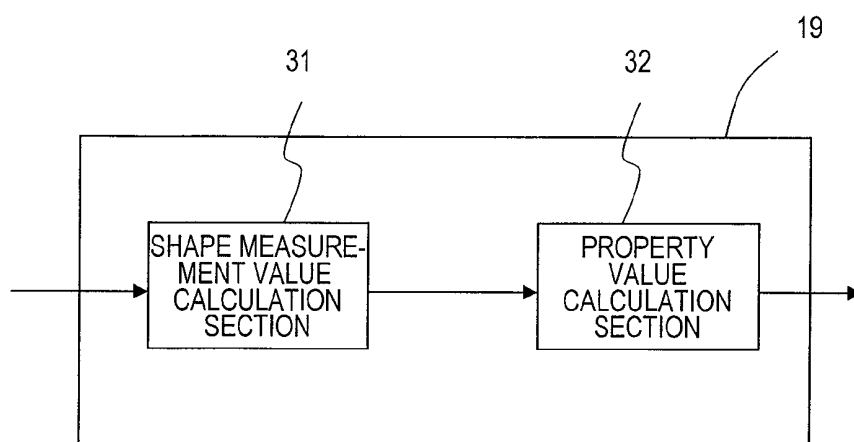 19
31
32
SHAPE MEASURE-
MENT VALUE
CALCULATION
SECTION
PROPERTY
VALUE
CALCULATION
SECTION